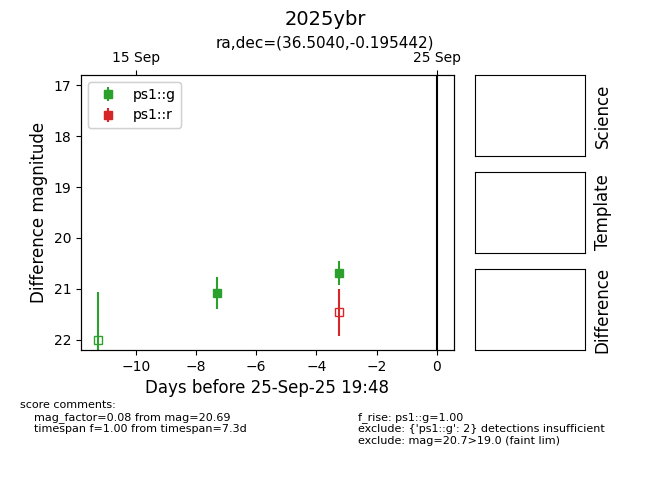 2025ybr
ra,dec=(36.5040,-0.195442)
15 Sep
25 Sep
ps1::g
ps1::r
17
18
19
20
21
22
Difference magnitude
−10
−8
−6
−4
−2
0
Days before 25-Sep-25 19:48
Science
Template
Difference
score comments:
mag_factor=0.08 from mag=20.69
timespan f=1.00 from timespan=7.3d
f_rise: ps1::g=1.00
exclude: {'ps1::g': 2} detections insufficient
exclude: mag=20.7>19.0 (faint lim)